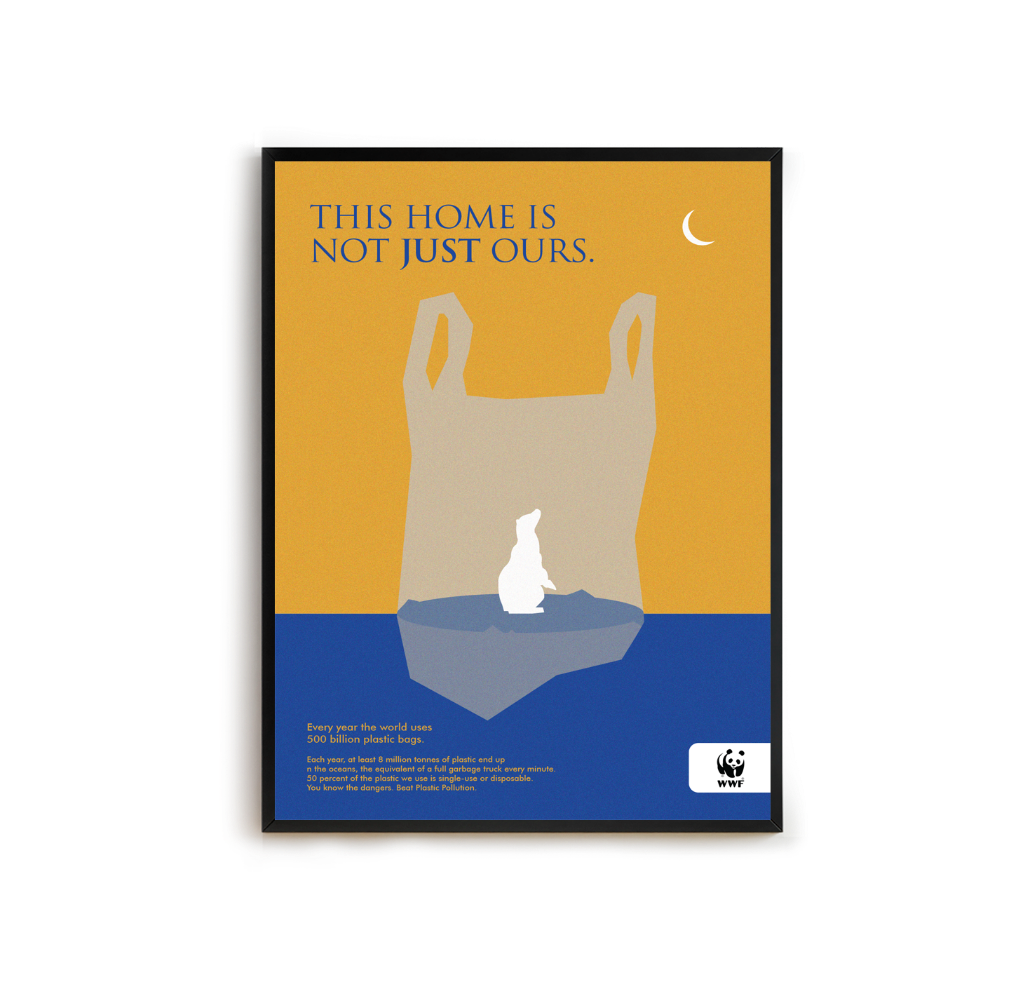 THIS HOME IS
NOT JUST OURS.
Every year the world uses
500 billion plastic bags.
Each year, at least 8 million tonnes of plastic end up
n the oceans, the equivalent of a full garbage truck every minute.
50 percent of the plastic we use is single-use or disposable.
You know the dangers. Beat Plastic Pollution.
WWF